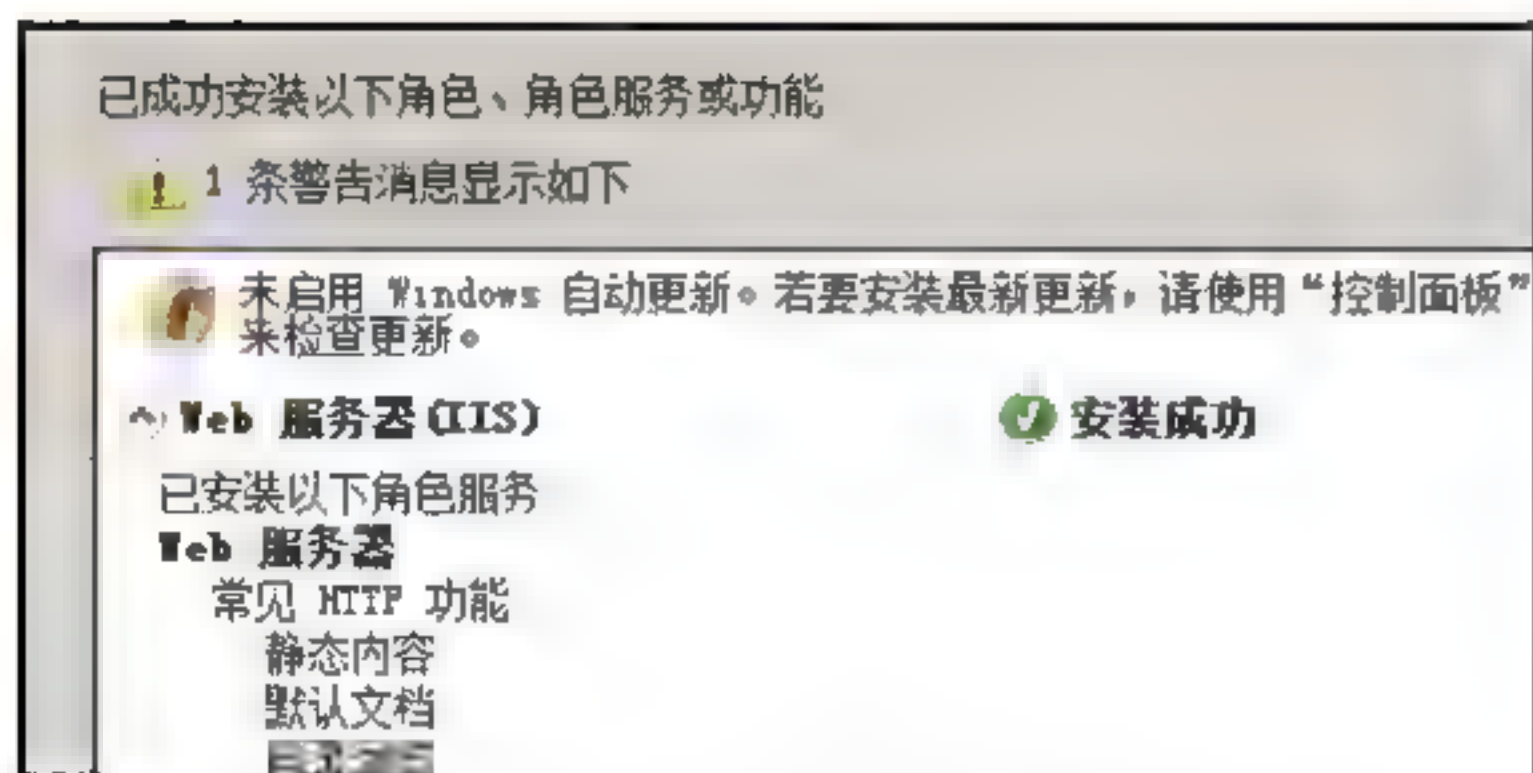 已成功安装以下角色、角色服务或功能
1 条警告消息显示如下
未启用 Windows 自动更新。若要安装最新更新，请使用“控制面板”
来检查更新。
Web 服务器(IIS)
安装成功
已安装以下角色服务
Web 服务器
常见 HTTP 功能
静态内容
默认文档